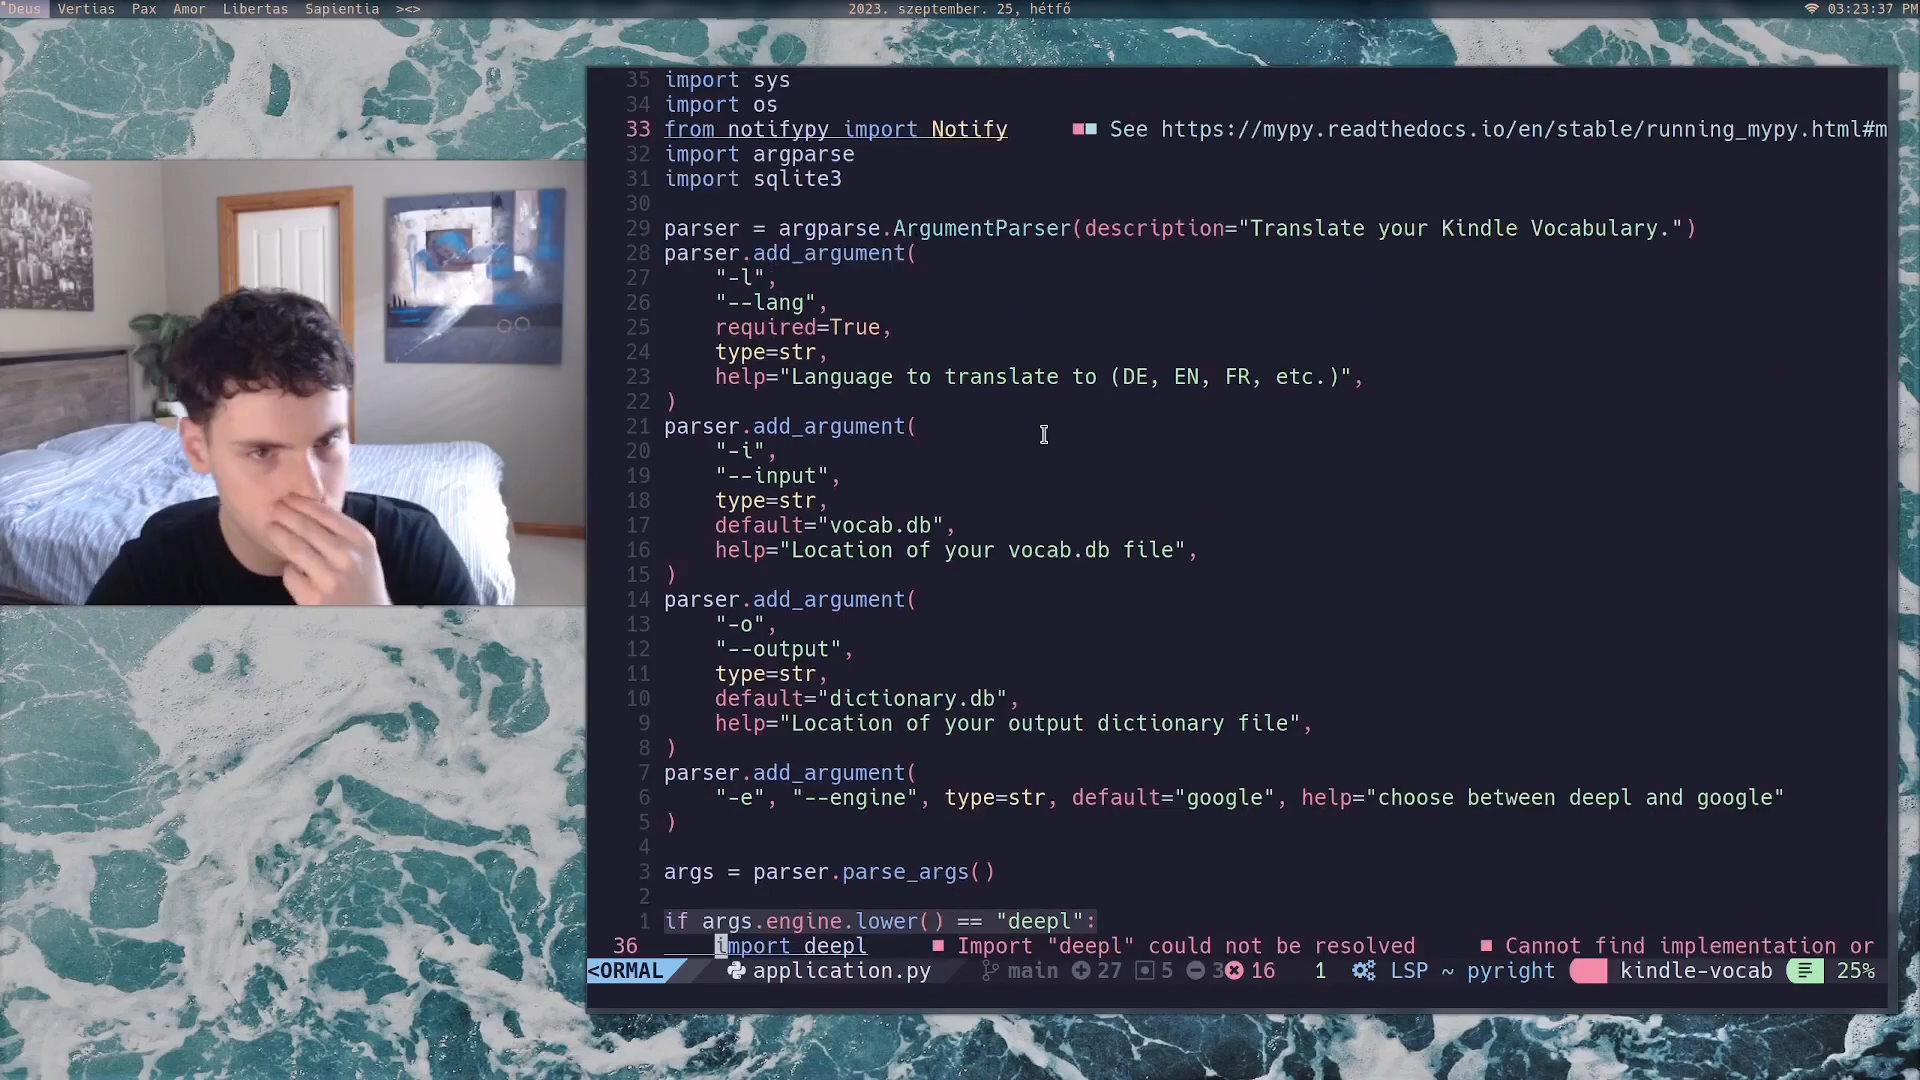 Deus Vertias Pax Amor Libertas Sapientia ><> 2023. szeptember. 25, hétfő 03:23:37 PM
35 import sys
34 import os
33 from notifypy import Notify See https://mypy.readthedocs.io/en/stable/running_mypy.html#m
32 import argparse
31 import sqlite3
30
29 parser = argparse.ArgumentParser(description="Translate your Kindle Vocabulary.")
28 parser.add_argument(
27 "-l",
26 "--lang",
25 required=True,
24 type=str,
23 help="Language to translate to (DE, EN, FR, etc.)",
22 )
21 parser.add_argument(
20 "-i",
19 "--input",
18 type=str,
17 default="vocab.db",
16 help="Location of your vocab.db file",
15 )
14 parser.add_argument(
13 "-o",
12 "--output",
11 type=str,
10 default="dictionary.db",
9 help="Location of your output dictionary file",
8 )
7 parser.add_argument(
6 "-e", "--engine", type=str, default="google", help="choose between deepl and google"
5 )
4
3 args = parser.parse_args()
2
1 if args.engine.lower() == "deepl":
36 import deepl ■ Import "deepl" could not be resolved ■ Cannot find implementation or
<ORMAL application.py main 27 5 3 16 1 LSP ~ pyright kindle-vocab 25%